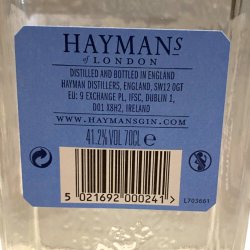 HAYMANS
of LONDON
DISTILLED AND BOTTLED IN ENGLAND
HAYMAN DISTILLERS, ENGLAND, SW12 0GT
EU: 9 EXCHANGE PL, IFSC, DUBLIN 1,
D01 X8H2, IRELAND
WWW.HAYMANSGIN.COM
41.2%VOL 70CL ℮
5 021692 000241 >
L703661